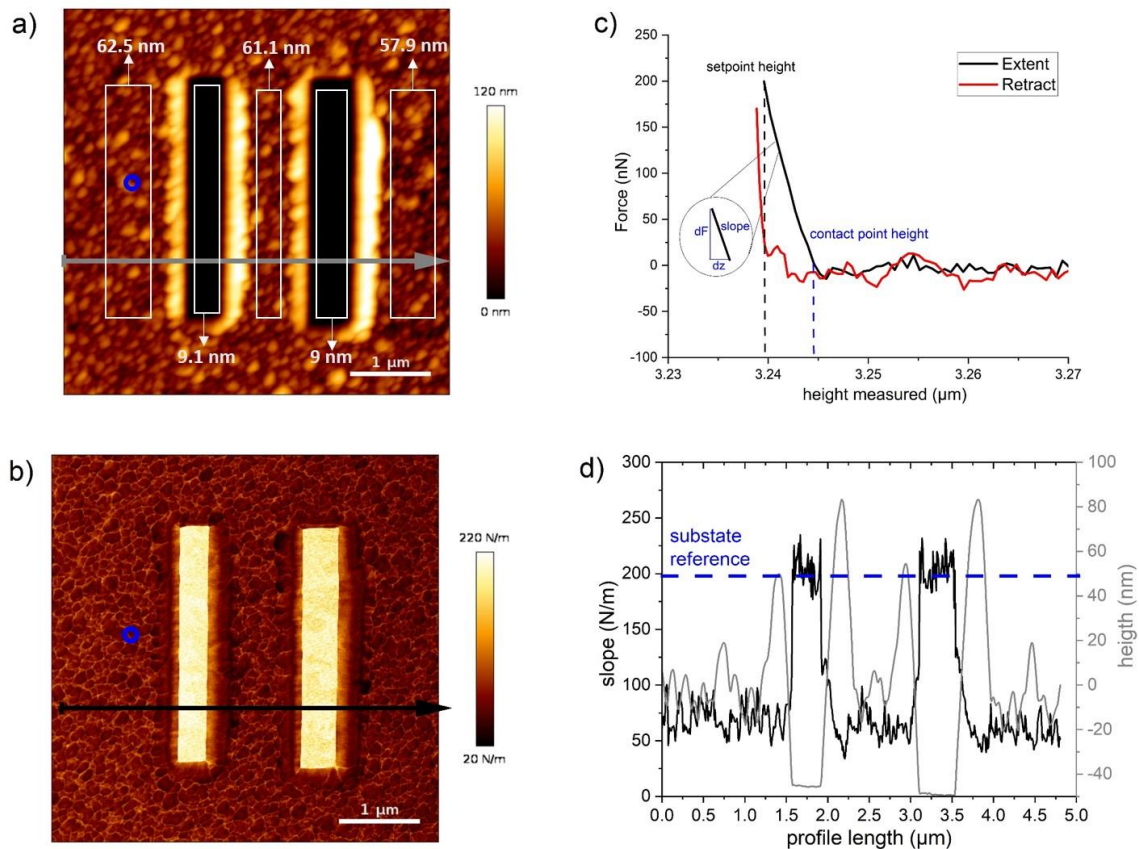 a)
62.5 nm
61.1 nm
57.9 nm
9.1 nm
9 nm
1 µm
120 nm
0 nm
c)
250
200
150
100
50
0
-50
-100
Force (nN)
setpoint height
Extent
Retract
dF
slope
dz
contact point height
3.23
3.24
3.25
3.26
3.27
height measured (µm)
b)
1 µm
220 N/m
20 N/m
d)
300
250
200
150
100
50
0
slope (N/m)
substate
reference
100
80
60
40
20
0
-20
-40
heigth (nm)
0.0
0.5
1.0
1.5
2.0
2.5
3.0
3.5
4.0
4.5
5.0
profile length (µm)